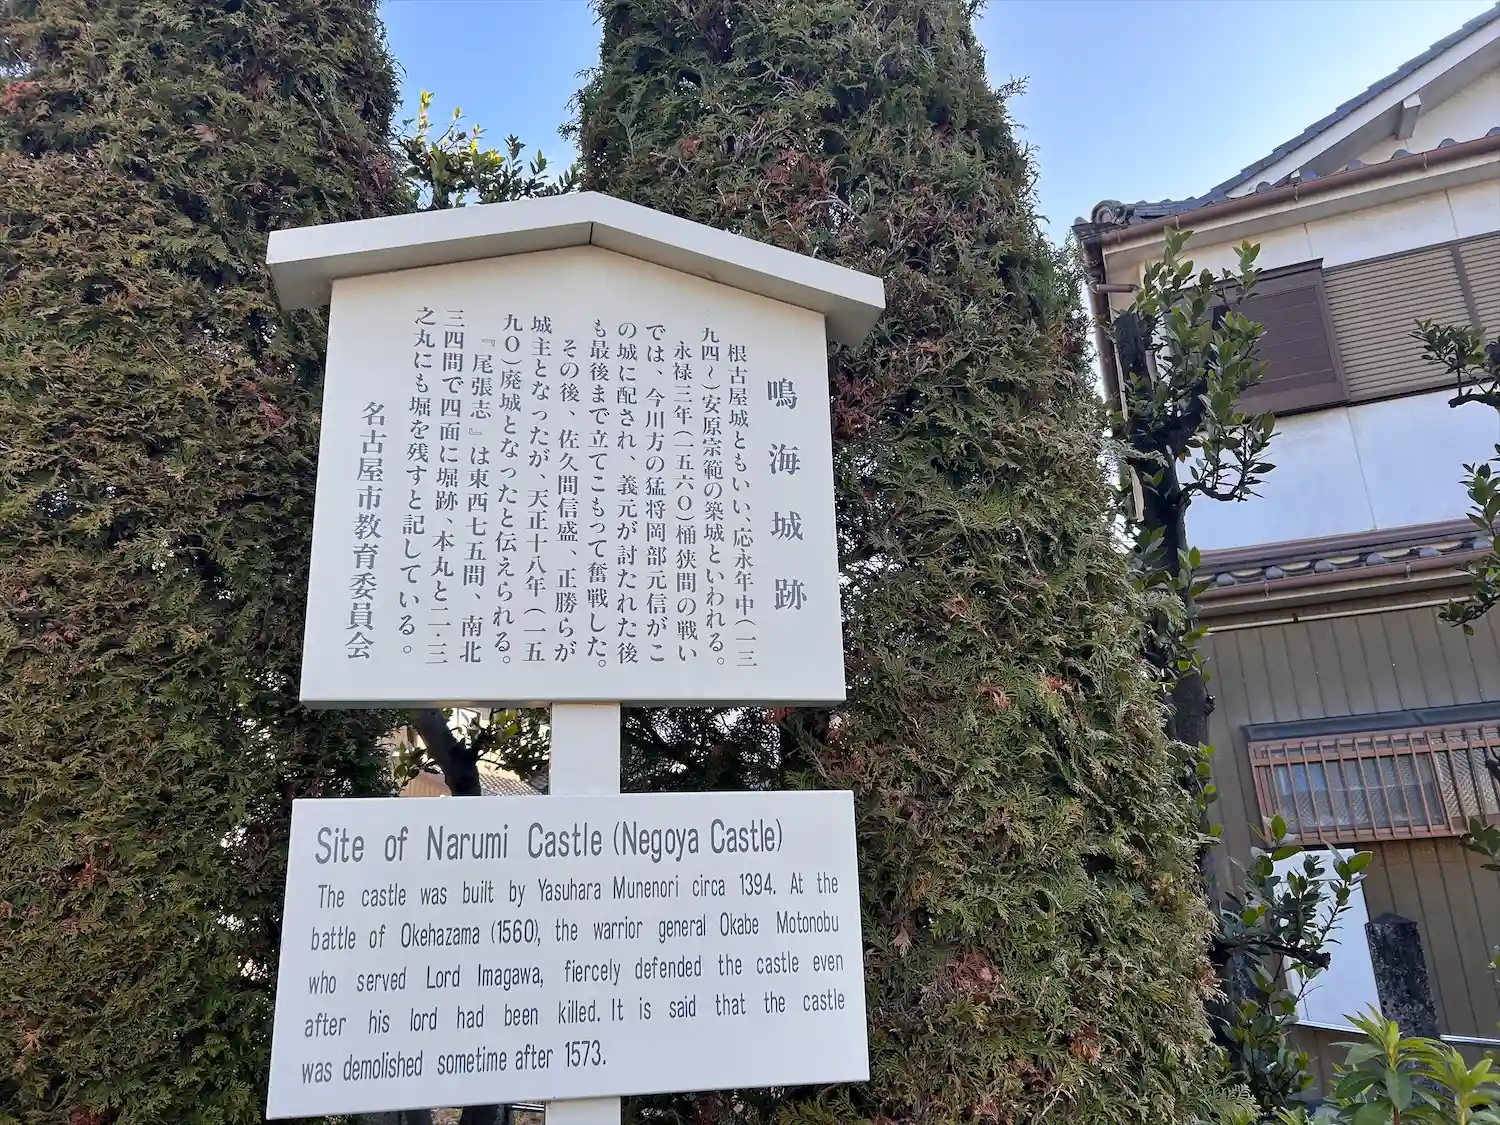 鳴海城跡
根古屋城ともいい、応永年中(一三
九四〜)安原宗範の築城といわれる。
永禄三年(一五六〇)桶狭間の戦い
では、今川方の猛将岡部元信がこ
の城に配され、義元が討たれた後
も最後まで立てこもって奮戦した。
その後、佐久間信盛、正勝らが
城主となったが、天正十八年(一五
九〇)廃城となったと伝えられる。
『尾張志』は東西七五間、南北
三四間で四面に堀跡、本丸と二・三
之丸にも堀を残すと記している。
名古屋市教育委員会
Site of Narumi Castle (Negoya Castle)
The castle was built by Yasuhara Munenori circa 1394. At the
battle of Okehazama (1560), the warrior general Okabe Motonobu
who served Lord Imagawa, fiercely defended the castle even
after his lord had been killed. It is said that the castle
was demolished sometime after 1573.